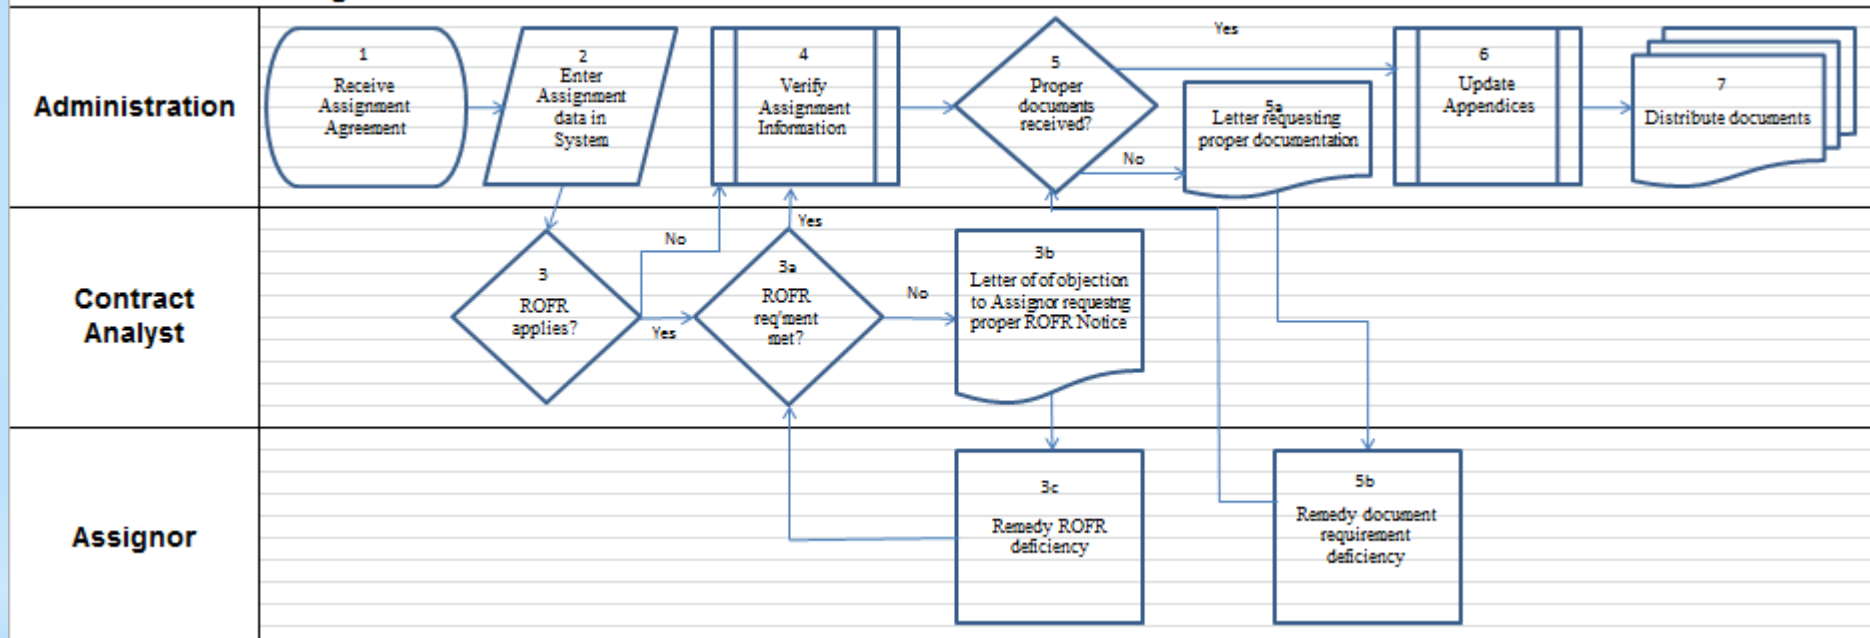 Administration
1
Receive
Assignment
Agreement
2
Enter
Assignment
data in
System
4
Verify
Assignment
Information
5
Proper
documents
received?
Yes
No
5a
Letter requesting
proper documentation
6
Update
Appendices
7
Distribute documents
Contract
Analyst
3
ROFR
applies?
No
Yes
3a
ROFR
req'ment
met?
Yes
No
3b
Letter of of objection
to Assignor requesting
proper ROFR Notice
Assignor
3c
Remedy ROFR
deficiency
5b
Remedy document
requirement
deficiency